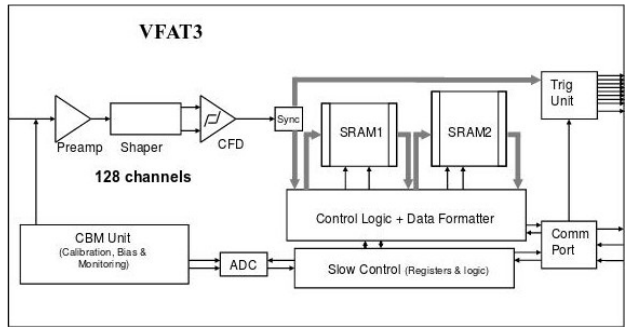 VFAT3
Trig
Unit
Sync
SRAM1
SRAM2
Preamp
Shaper
CFD
128 channels
Control Logic + Data Formatter
CBM Unit
(Calibration, Bias &
Monitoring)
ADC
Slow Control (Registers & logic)
Comm
Port